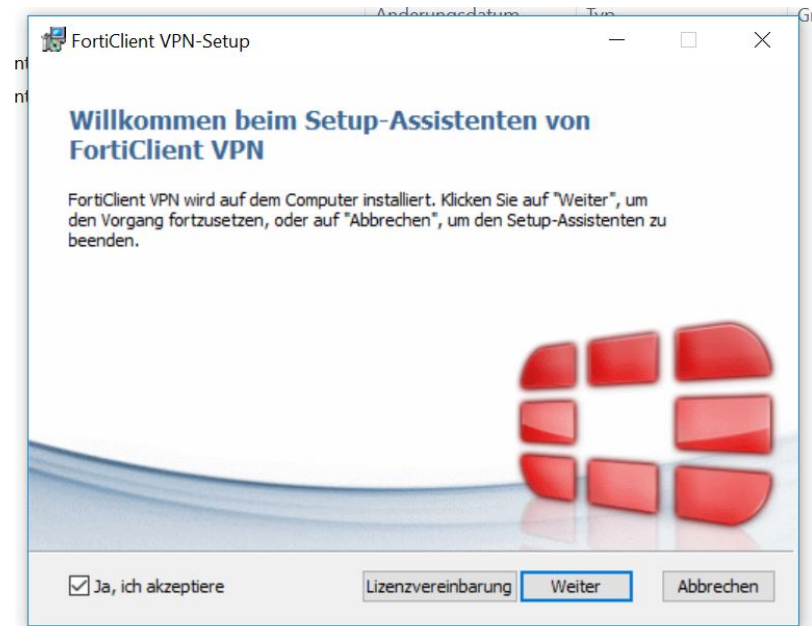 Änderungsdatum Typ
FortiClient VPN-Setup
Willkommen beim Setup-Assistenten von
FortiClient VPN
FortiClient VPN wird auf dem Computer installiert. Klicken Sie auf "Weiter", um
den Vorgang fortzusetzen, oder auf "Abbrechen", um den Setup-Assistenten zu
beenden.
Ja, ich akzeptiere Lizenzvereinbarung Weiter Abbrechen